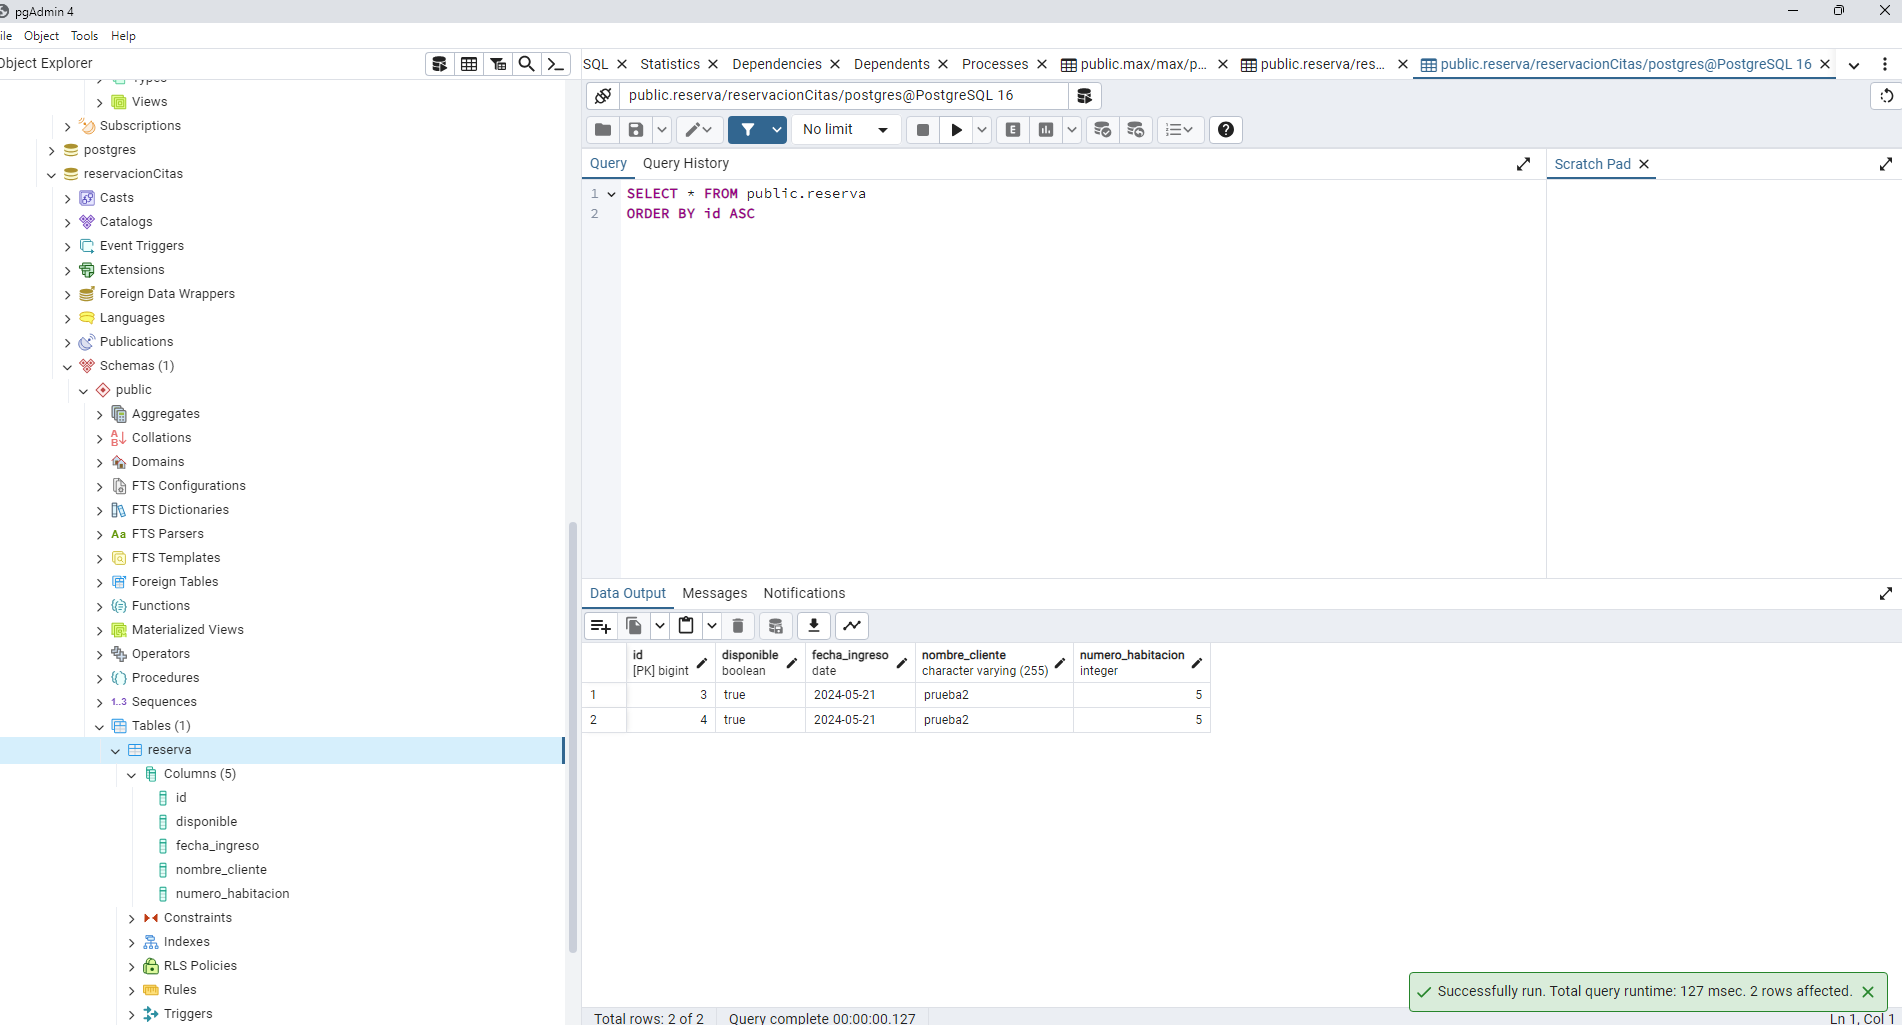 pgAdmin 4
ile Object Tools Help
Object Explorer
SQL Statistics Dependencies Dependents Processes public.max/max/p... public.reserva/res... public.reserva/reservacionCitas/postgres@PostgreSQL 16
public.reserva/reservacionCitas/postgres@PostgreSQL 16
No limit
Query Query History
Scratch Pad
1 SELECT * FROM public.reserva
2 ORDER BY id ASC
Types
Views
Subscriptions
postgres
reservacionCitas
Casts
Catalogs
Event Triggers
Extensions
Foreign Data Wrappers
Languages
Publications
Schemas (1)
public
Aggregates
Collations
Domains
FTS Configurations
FTS Dictionaries
Aa FTS Parsers
FTS Templates
Foreign Tables
Functions
Materialized Views
Operators
Procedures
1..3 Sequences
Tables (1)
reserva
Columns (5)
id
disponible
fecha_ingreso
nombre_cliente
numero_habitacion
Constraints
Indexes
RLS Policies
Rules
Triggers
Data Output Messages Notifications
id disponible fecha_ingreso nombre_cliente numero_habitacion
[PK] bigint boolean date character varying (255) integer
1 3 true 2024-05-21 prueba2 5
2 4 true 2024-05-21 prueba2 5
Successfully run. Total query runtime: 127 msec. 2 rows affected.
Total rows: 2 of 2 Query complete 00:00:00.127 Ln 1, Col 1